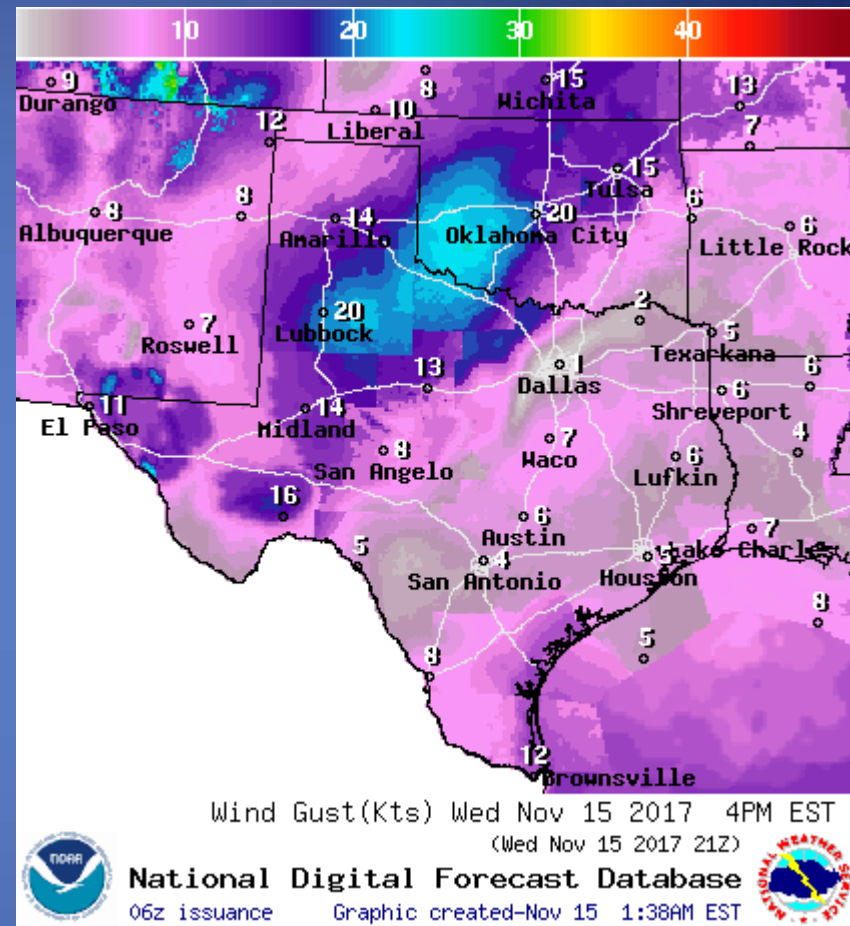 10 20 30 40
9 Durango
8
15 Wichita
13
12
10 Liberal
7
15 Tulsa
8 Albuquerque
8
14 Amarillo
20 Oklahoma City
6
6 Little Rock
7 Roswell
20 Lubbock
2
5 Texarkana
1 Dallas
13
6 Shreveport
6
11 El Paso
14 Midland
8 San Angelo
7 Waco
6 Lufkin
4
16
6 Austin
7 Lake Charles
5
4 San Antonio
Houston
8
5
8
12 Brownsville
Wind Gust(Kts) Wed Nov 15 2017 4PM EST
(Wed Nov 15 2017 21Z)
National Digital Forecast Database
06z issuance Graphic created-Nov 15 1:38AM EST
NOAA
NATIONAL WEATHER SERVICE